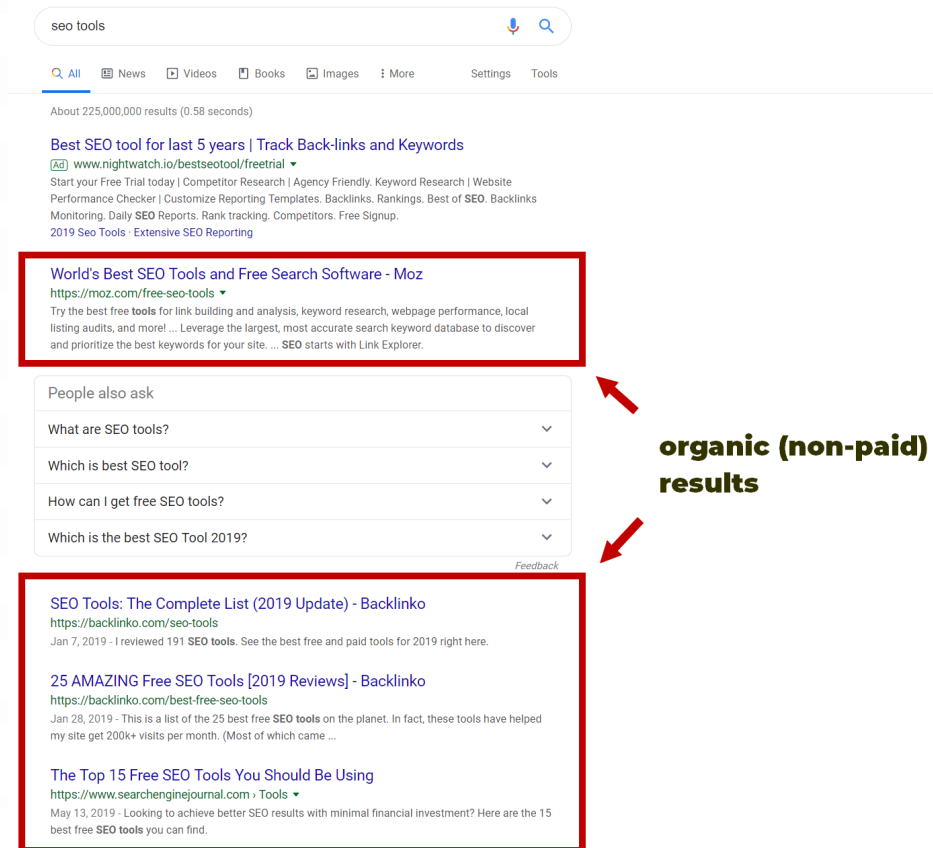 seo tools
All News Videos Books Images More Settings Tools
About 225,000,000 results (0.58 seconds)
Best SEO tool for last 5 years | Track Back-links and Keywords
Ad www.nightwatch.io/bestseotool/freetrial
Start your Free Trial today | Competitor Research | Agency Friendly. Keyword Research | Website
Performance Checker | Customize Reporting Templates. Backlinks. Rankings. Best of SEO. Backlinks
Monitoring. Daily SEO Reports. Rank tracking. Competitors. Free Signup.
2019 Seo Tools · Extensive SEO Reporting
World's Best SEO Tools and Free Search Software - Moz
https://moz.com/free-seo-tools
Try the best free tools for link building and analysis, keyword research, webpage performance, local
listing audits, and more! ... Leverage the largest, most accurate search keyword database to discover
and prioritize the best keywords for your site. ... SEO starts with Link Explorer.
People also ask
What are SEO tools?
Which is best SEO tool?
How can I get free SEO tools?
Which is the best SEO Tool 2019?
Feedback
organic (non-paid)
results
SEO Tools: The Complete List (2019 Update) - Backlinko
https://backlinko.com/seo-tools
Jan 7, 2019 - I reviewed 191 SEO tools. See the best free and paid tools for 2019 right here.
25 AMAZING Free SEO Tools [2019 Reviews] - Backlinko
https://backlinko.com/best-free-seo-tools
Jan 28, 2019 - This is a list of the 25 best free SEO tools on the planet. In fact, these tools have helped
my site get 200k+ visits per month. (Most of which came ...
The Top 15 Free SEO Tools You Should Be Using
https://www.searchenginejournal.com › Tools
May 13, 2019 - Looking to achieve better SEO results with minimal financial investment? Here are the 15
best free SEO tools you can find.